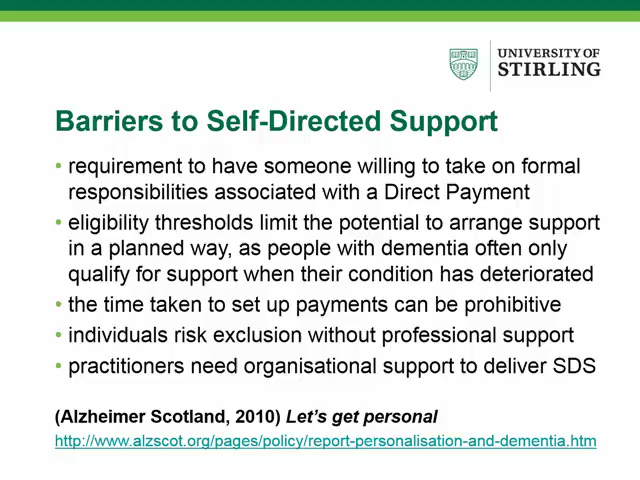 UNIVERSITY OF
STIRLING
Barriers to Self-Directed Support
• requirement to have someone willing to take on formal
responsibilities associated with a Direct Payment
• eligibility thresholds limit the potential to arrange support
in a planned way, as people with dementia often only
qualify for support when their condition has deteriorated
• the time taken to set up payments can be prohibitive
• individuals risk exclusion without professional support
• practitioners need organisational support to deliver SDS
(Alzheimer Scotland, 2010) Let's get personal
http://www.alzscot.org/pages/policy/report-personalisation-and-dementia.htm